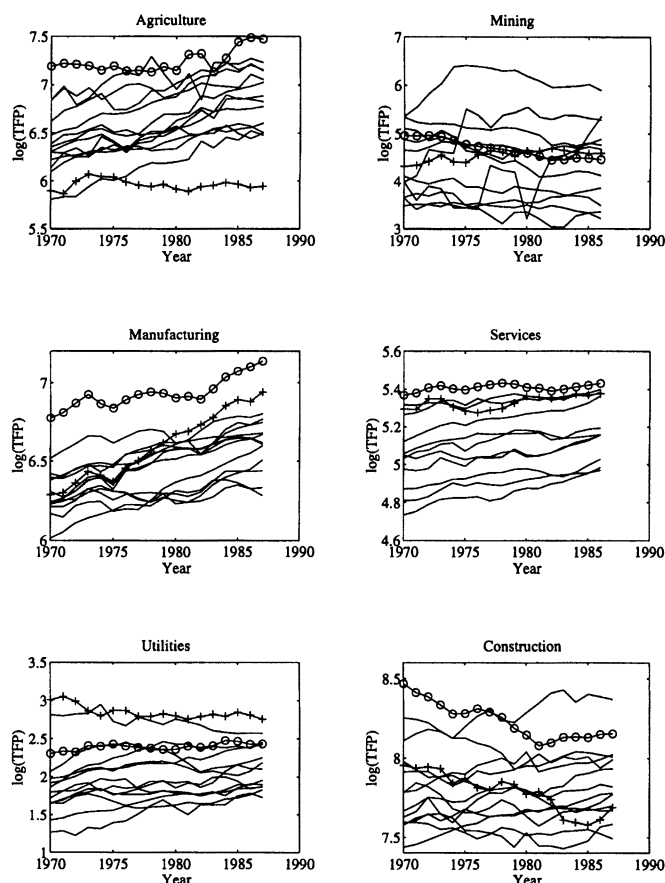 Agriculture
7.5
7
6.5
6
5.5
log(TFP)
1970 1975 1980 1985 1990
Year
Mining
7
6
5
4
3
log(TFP)
1970 1975 1980 1985 1990
Year
Manufacturing
7
6.5
6
log(TFP)
1970 1975 1980 1985 1990
Year
Services
5.6
5.4
5.2
5
4.8
4.6
log(TFP)
1970 1975 1980 1985 1990
Year
Utilities
3.5
3
2.5
2
1.5
1
log(TFP)
1970 1975 1980 1985 1990
Year
Construction
8.5
8
7.5
log(TFP)
1970 1975 1980 1985 1990
Year